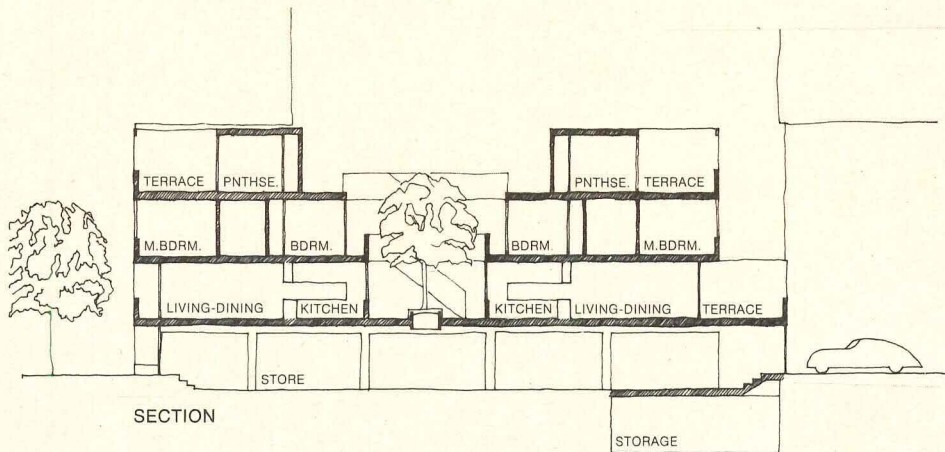 TERRACE PNTHSE. PNTHSE. TERRACE
M.BDRM. BDRM. BDRM. M.BDRM.
LIVING-DINING KITCHEN KITCHEN LIVING-DINING TERRACE
STORE
SECTION
STORAGE